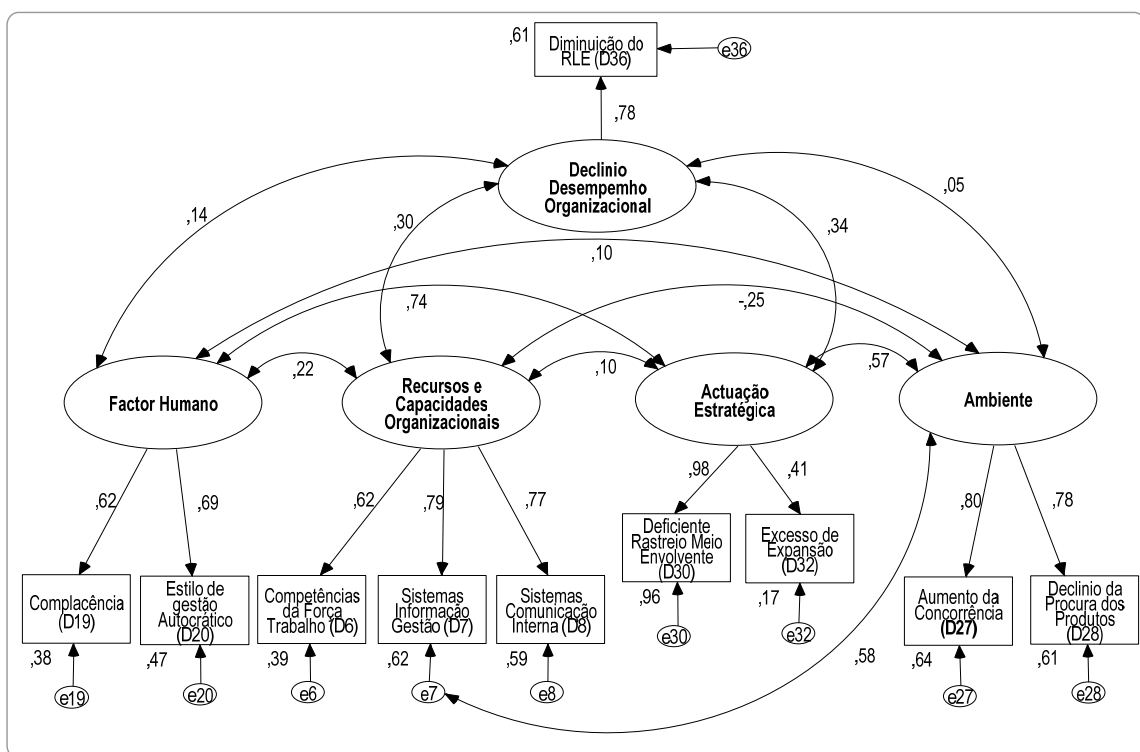 ,61
Diminuição do
RLE (D36)
e36
,78
Declinio
Desempemho
Organizacional
,14
,30
,05
,34
,10
,74
-,25
,22
,10
,57
Factor Humano
Recursos e
Capacidades
Organizacionais
Actuação
Estratégica
Ambiente
,62
,69
,62
,79
,77
,98
,41
,80
,78
Complacência
(D19)
Estilo de
gestão
Autocrático
(D20)
Competências
da Força
Trabalho (D6)
Sistemas
Informação
Gestão (D7)
Sistemas
Comunicação
Interna (D8)
Deficiente
Rastreio Meio
Envolvente
(D30)
Excesso de
Expansão
(D32)
Aumento da
Concorrência
(D27)
Declinio da
Procura dos
Produtos
(D28)
,38
,47
,39
,62
,59
,96
,17
,58
,64
,61
e19
e20
e6
e7
e8
e30
e32
e27
e28